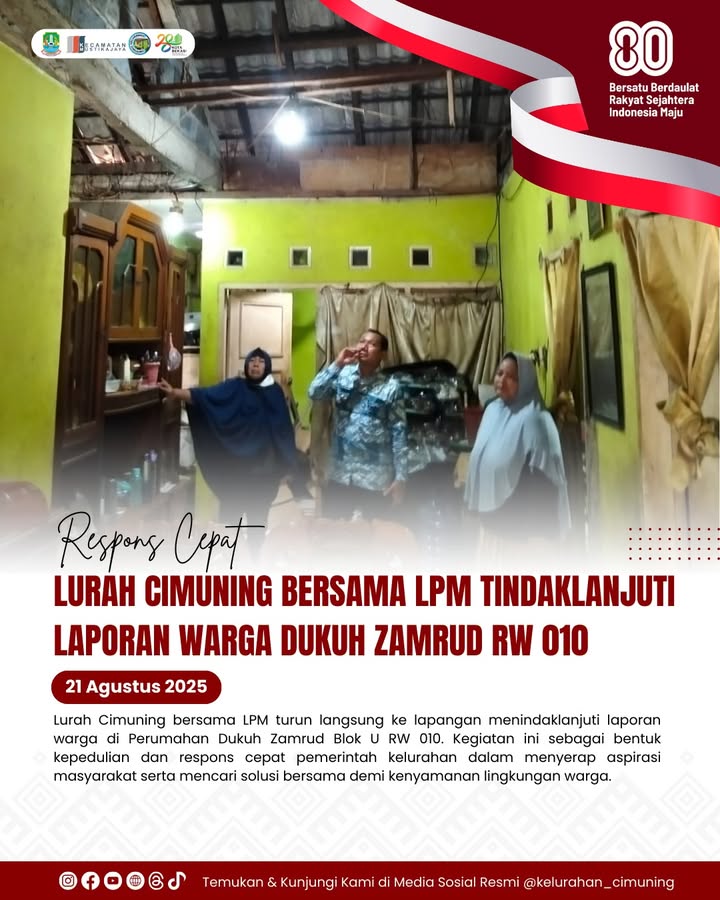 KECAMATAN
MUSTIKAJAYA
80
Bersatu Berdaulat
Rakyat Sejahtera
Indonesia Maju
Respons Cepat
LURAH CIMUNING BERSAMA LPM TINDAKLANJUTI
LAPORAN WARGA DUKUH ZAMRUD RW 010
21 Agustus 2025
Lurah Cimuning bersama LPM turun langsung ke lapangan menindaklanjuti laporan
warga di Perumahan Dukuh Zamrud Blok U RW 010. Kegiatan ini sebagai bentuk
kepedulian dan respons cepat pemerintah kelurahan dalam menyerap aspirasi
masyarakat serta mencari solusi bersama demi kenyamanan lingkungan warga.
Temukan & Kunjungi Kami di Media Sosial Resmi @kelurahan_cimuning